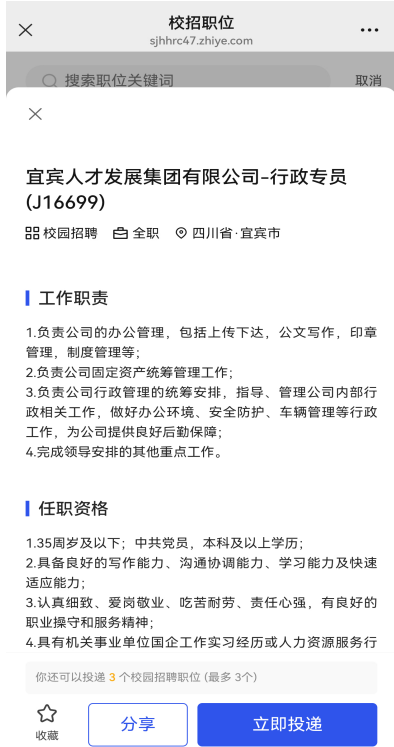 校招职位
sjhhrc47.zhiye.com
搜索职位关键词
取消
宜宾人才发展集团有限公司-行政专员
(J16699)
校园招聘 全职 四川省·宜宾市
工作职责
1.负责公司的办公管理，包括上传下达，公文写作，印章
管理，制度管理等；
2.负责公司固定资产统筹管理工作；
3.负责公司行政管理的统筹安排，指导、管理公司内部行
政相关工作，做好办公环境、安全防护、车辆管理等行政
工作，为公司提供良好后勤保障；
4.完成领导安排的其他重点工作。
任职资格
1.35周岁及以下；中共党员，本科及以上学历；
2.具备良好的写作能力、沟通协调能力、学习能力及快速
适应能力；
3.认真细致、爱岗敬业、吃苦耐劳、责任心强，有良好的
职业操守和服务精神；
4.具有机关事业单位国企工作实习经历或人力资源服务行
你还可以投递 3 个校园招聘职位 (最多 3个)
收藏
分享
立即投递